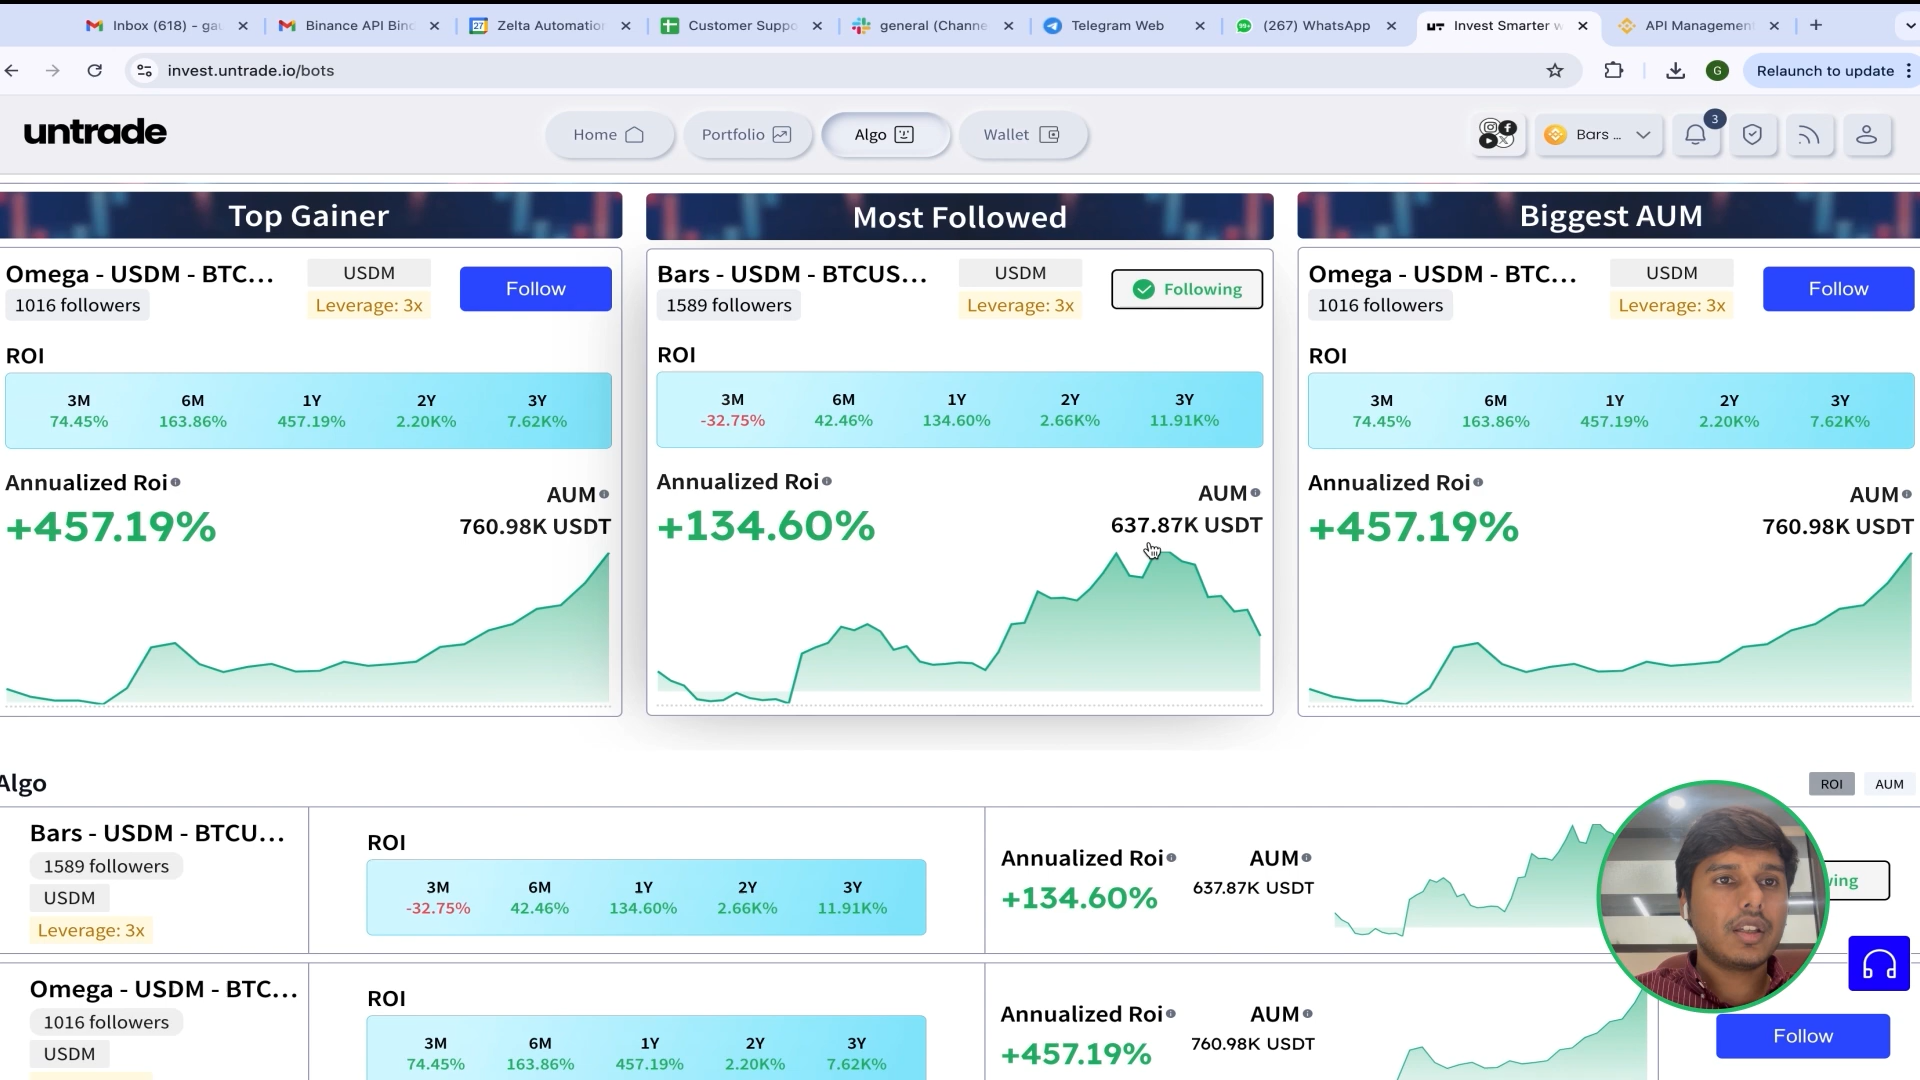 Inbox (618) - ga
Binance API Bind
27 Zelta Automation
Customer Suppo
general (Channe
Telegram Web
99+ (267) WhatsApp
Invest Smarter w
API Management
invest.untrade.io/bots
G
Relaunch to update
untrade
Home
Portfolio
Algo
Wallet
Bars ...
3
Top Gainer
Omega - USDM - BTC...
USDM
Follow
1016 followers
Leverage: 3x
ROI
3M 6M 1Y 2Y 3Y
74.45% 163.86% 457.19% 2.20K% 7.62K%
Annualized Roi
AUM
+457.19%
760.98K USDT
Most Followed
Bars - USDM - BTCUS...
USDM
Following
1589 followers
Leverage: 3x
ROI
3M 6M 1Y 2Y 3Y
-32.75% 42.46% 134.60% 2.66K% 11.91K%
Annualized Roi
AUM
+134.60%
637.87K USDT
Biggest AUM
Omega - USDM - BTC...
USDM
Follow
1016 followers
Leverage: 3x
ROI
3M 6M 1Y 2Y 3Y
74.45% 163.86% 457.19% 2.20K% 7.62K%
Annualized Roi
AUM
+457.19%
760.98K USDT
Algo
ROI AUM
Bars - USDM - BTCU...
1589 followers
USDM
Leverage: 3x
ROI
3M 6M 1Y 2Y 3Y
-32.75% 42.46% 134.60% 2.66K% 11.91K%
Annualized Roi
AUM
+134.60%
637.87K USDT
wing
Omega - USDM - BTC...
1016 followers
USDM
ROI
3M 6M 1Y 2Y 3Y
74.45% 163.86% 457.19% 2.20K% 7.62K%
Annualized Roi
AUM
+457.19%
760.98K USDT
Follow